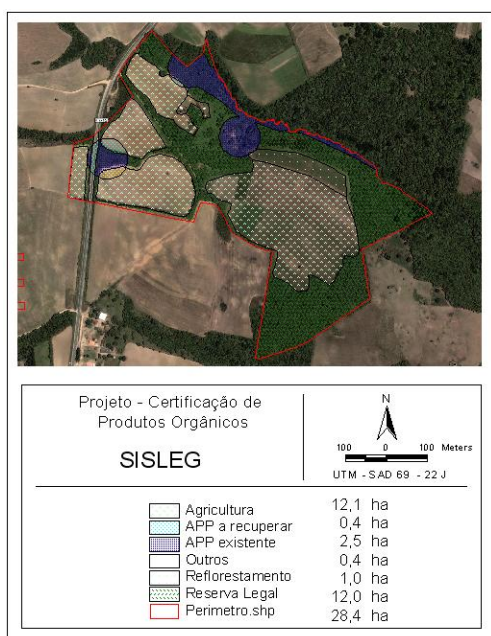 Projeto - Certificação de
Produtos Orgânicos
SISLEG
N
100 0 100 Meters
UTM - SAD 69 - 22 J
Agricultura 12,1 ha
APP a recuperar 0,4 ha
APP existente 2,5 ha
Outros 0,4 ha
Reflorestamento 1,0 ha
Reserva Legal 12,0 ha
Perimetro.shp 28,4 ha